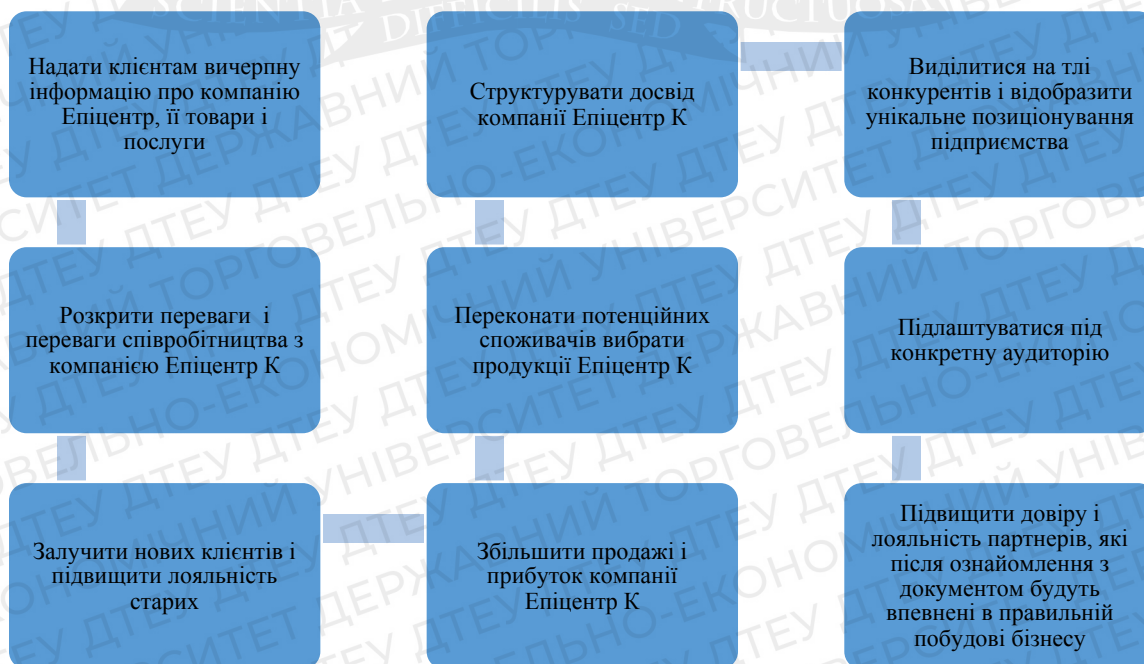 SCIENTIA
DIFFICILIS SED
Надати клієнтам вичерпну
інформацію про компанію
Епіцентр, її товари і
послуги
Розкрити переваги і
переваги співробітництва з
компанією Епіцентр К
Залучити нових клієнтів і
підвищити лояльність
старих
Збільшити продажі і
прибуток компанії
Епіцентр К
Переконати потенційних
споживачів вибрати
продукції Епіцентр К
Структурувати досвід
компанії Епіцентр К
Виділитися на тлі
конкурентів і відобразити
унікальне позиціонування
підприємства
Підлаштуватися під
конкретну аудиторію
Підвищити довіру і
лояльність партнерів, які
після ознайомлення з
документом будуть
впевнені в правильній
побудові бізнесу